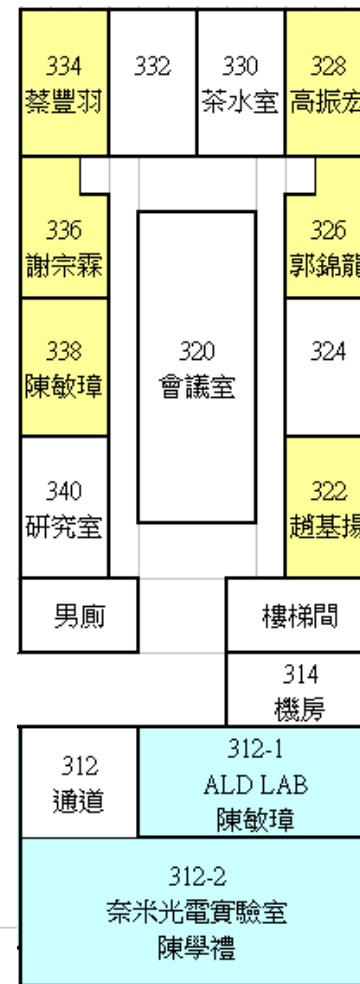 334
蔡豐羽
332
330
茶水室
328
高振宏
336
謝宗霖
326
郭錦龍
338
陳敏璋
320
會議室
324
340
研究室
322
趙基揚
男廁
樓梯間
314
機房
312
通道
312-1
ALD LAB
陳敏璋
312-2
奈米光電實驗室
陳學禮